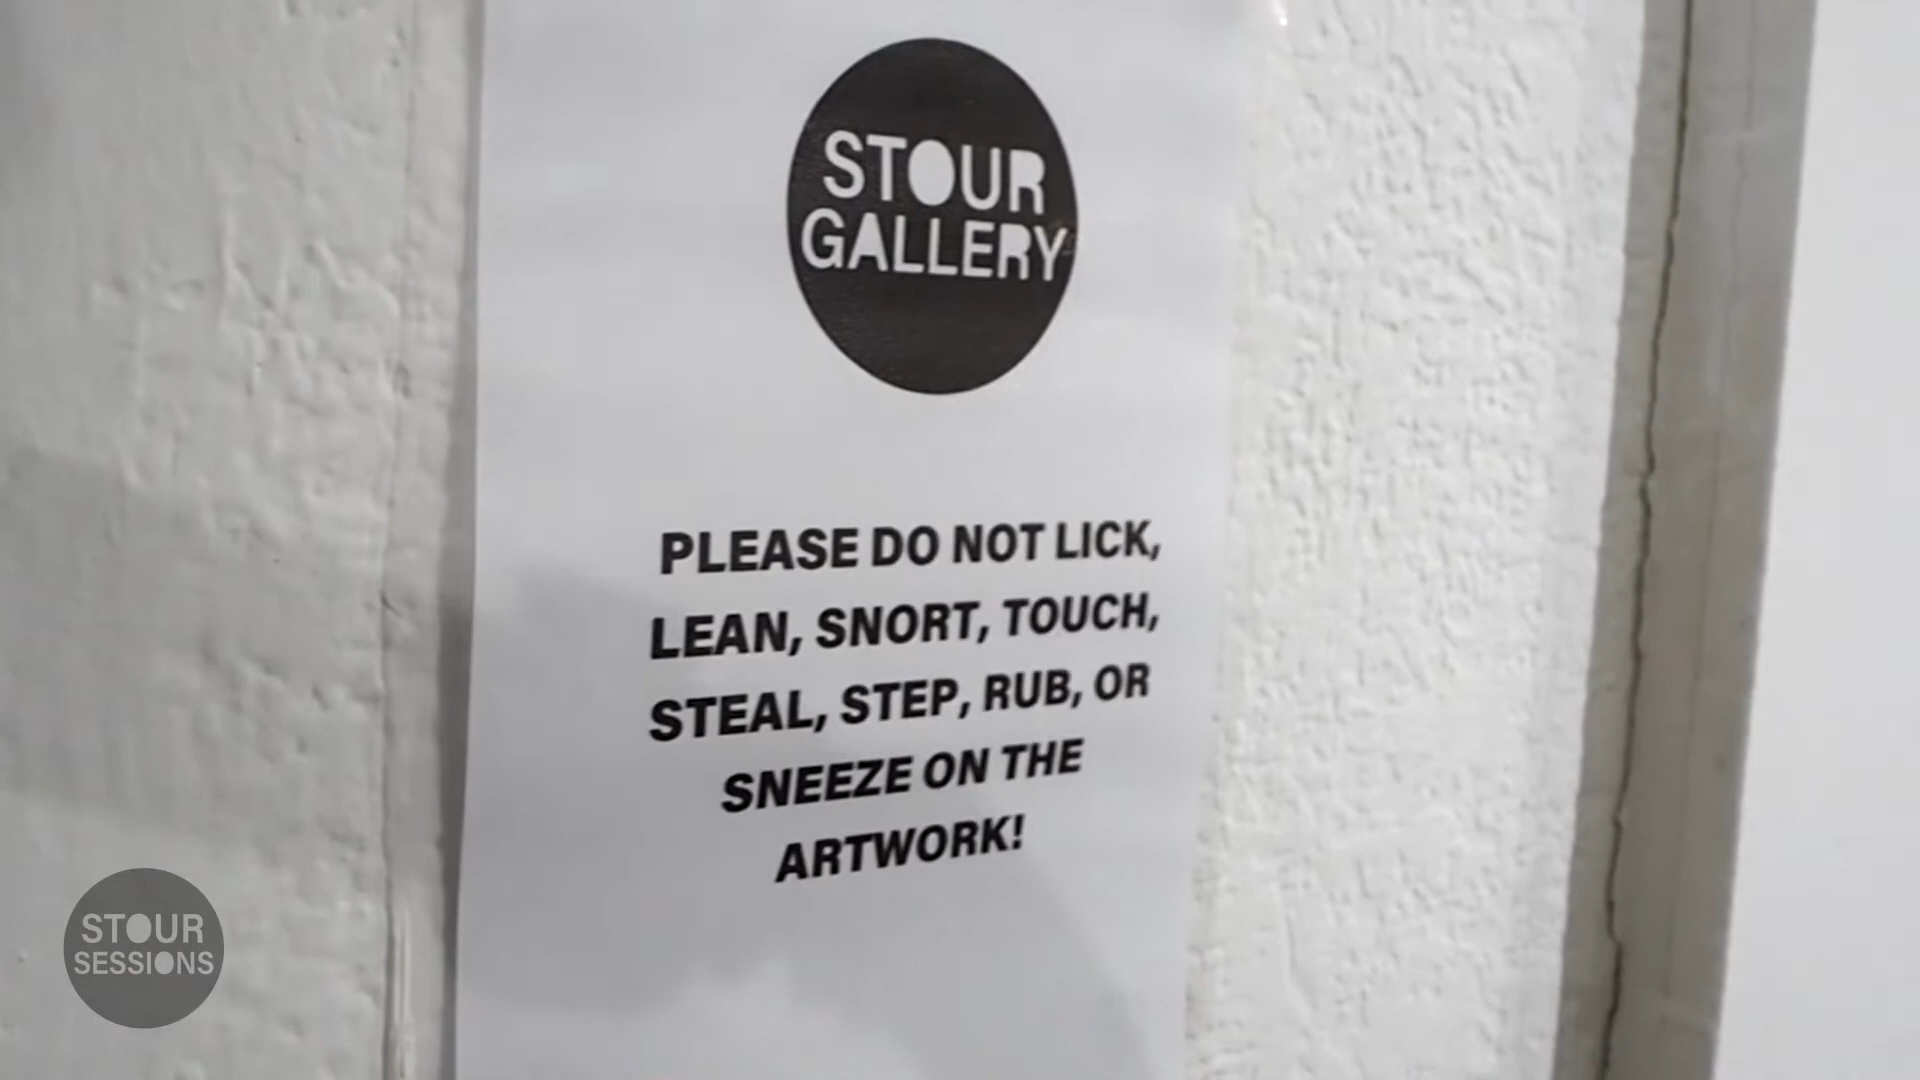 STOUR
GALLERY
PLEASE DO NOT LICK,
LEAN, SNORT, TOUCH,
STEAL, STEP, RUB, OR
SNEEZE ON THE
ARTWORK!
STOUR
SESSIONS